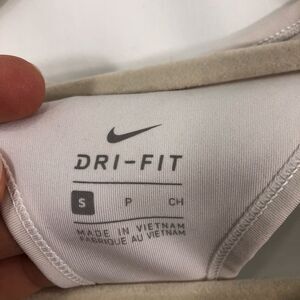 DRI-FIT
S P CH
MADE IN VIETNAM
FABRIQUE AU VIETNAM